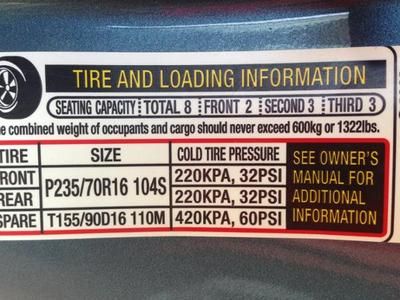 TIRE AND LOADING INFORMATION
SEATING CAPACITY TOTAL 8 FRONT 2 SECOND 3 THIRD 3
he combined weight of occupants and cargo should never exceed 600kg or 1322lbs.
TIRE SIZE COLD TIRE PRESSURE SEE OWNER'S MANUAL FOR ADDITIONAL INFORMATION
FRONT P235/70R16 104S 220KPA, 32PSI
REAR 220KPA, 32PSI
SPARE T155/90D16 110M 420KPA, 60PSI